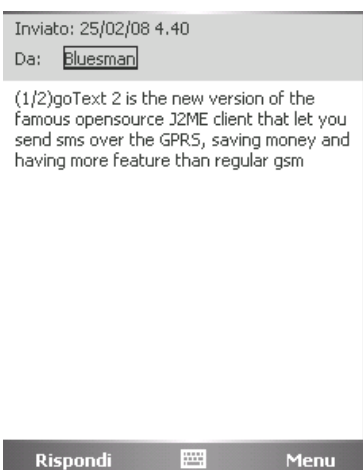 Inviato: 25/02/08 4.40
Da: Bluesman
(1/2)goText 2 is the new version of the
famous opensource J2ME client that let you
send sms over the GPRS, saving money and
having more feature than regular gsm
Rispondi Menu